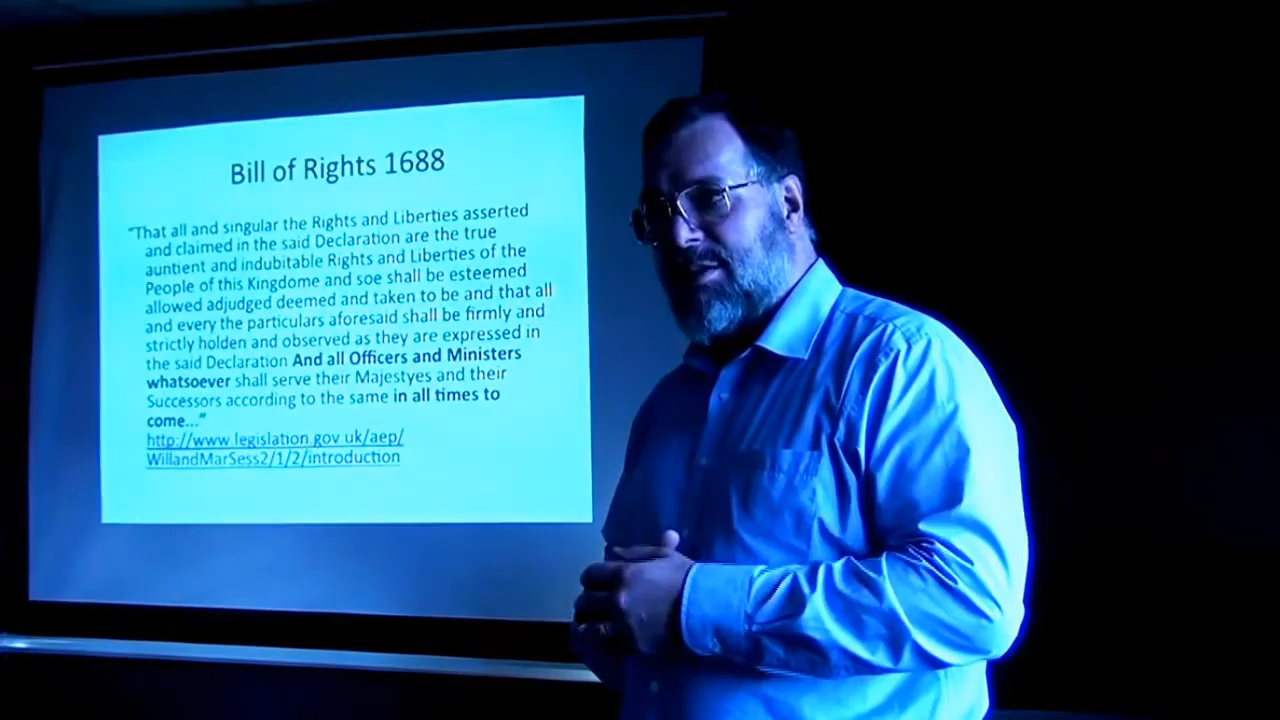 Bill of Rights 1688
“That all and singular the Rights and Liberties asserted
and claimed in the said Declaration are the true
auntient and indubitable Rights and Liberties of the
People of this Kingdome and soe shall be esteemed
allowed adjudged deemed and taken to be and that all
and every the particulars aforesaid shall be firmly and
strictly holden and observed as they are expressed in
the said Declaration And all Officers and Ministers
whatsoever shall serve their Majestyes and their
Successors according to the same in all times to
come...”
http://www.legislation.gov.uk/aep/
WillandMarSess2/1/2/introduction